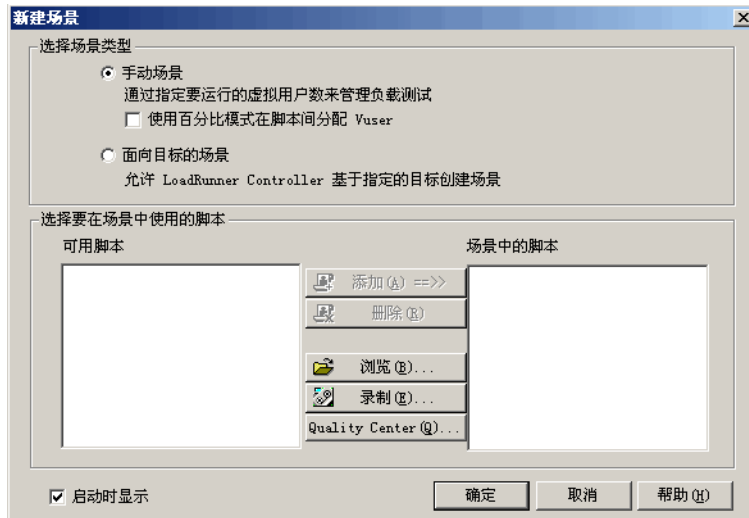 新建场景
选择场景类型
手动场景
通过指定要运行的虚拟用户数来管理负载测试
使用百分比模式在脚本间分配 Vuser
面向目标的场景
允许 LoadRunner Controller 基于指定的目标创建场景
选择要在场景中使用的脚本
可用脚本
场景中的脚本
添加(A) ==>>
删除(R)
浏览(B)...
录制(E)...
Quality Center(Q)...
启动时显示
确定
取消
帮助(H)